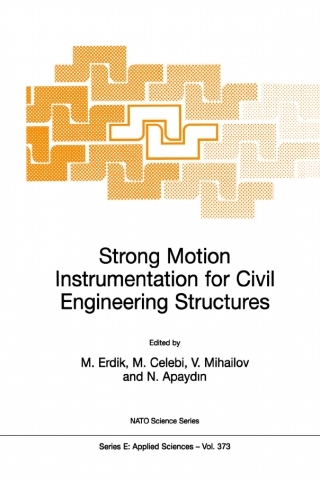 Strong Motion
Instrumentation for Civil
Engineering Structures
Edited by
M. Erdik, M. Celebi, V. Mihailov
and N. Apaydın
NATO Science Series
Series E: Applied Sciences – Vol. 373